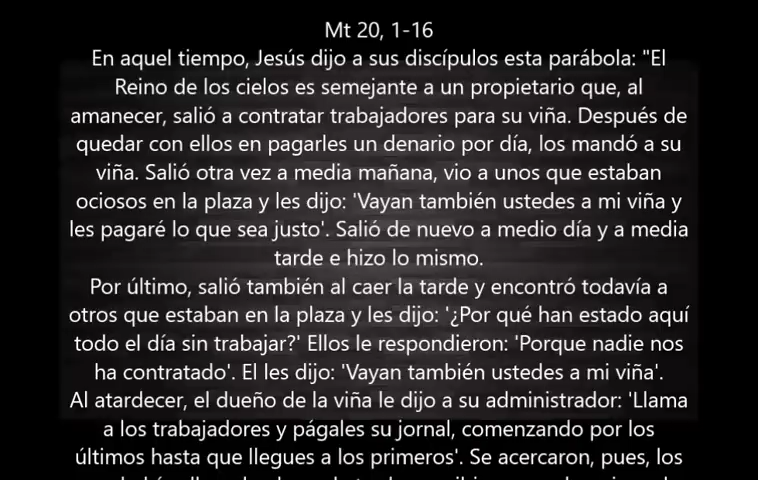 Mt 20, 1-16
En aquel tiempo, Jesús dijo a sus discípulos esta parábola: "El
Reino de los cielos es semejante a un propietario que, al
amanecer, salió a contratar trabajadores para su viña. Después de
quedar con ellos en pagarles un denario por día, los mandó a su
viña. Salió otra vez a media mañana, vio a unos que estaban
ociosos en la plaza y les dijo: 'Vayan también ustedes a mi viña y
les pagaré lo que sea justo'. Salió de nuevo a medio día y a media
tarde e hizo lo mismo.
Por último, salió también al caer la tarde y encontró todavía a
otros que estaban en la plaza y les dijo: '¿Por qué han estado aquí
todo el día sin trabajar?' Ellos le respondieron: 'Porque nadie nos
ha contratado'. El les dijo: 'Vayan también ustedes a mi viña'.
Al atardecer, el dueño de la viña le dijo a su administrador: 'Llama
a los trabajadores y págales su jornal, comenzando por los
últimos hasta que llegues a los primeros'. Se acercaron, pues, los